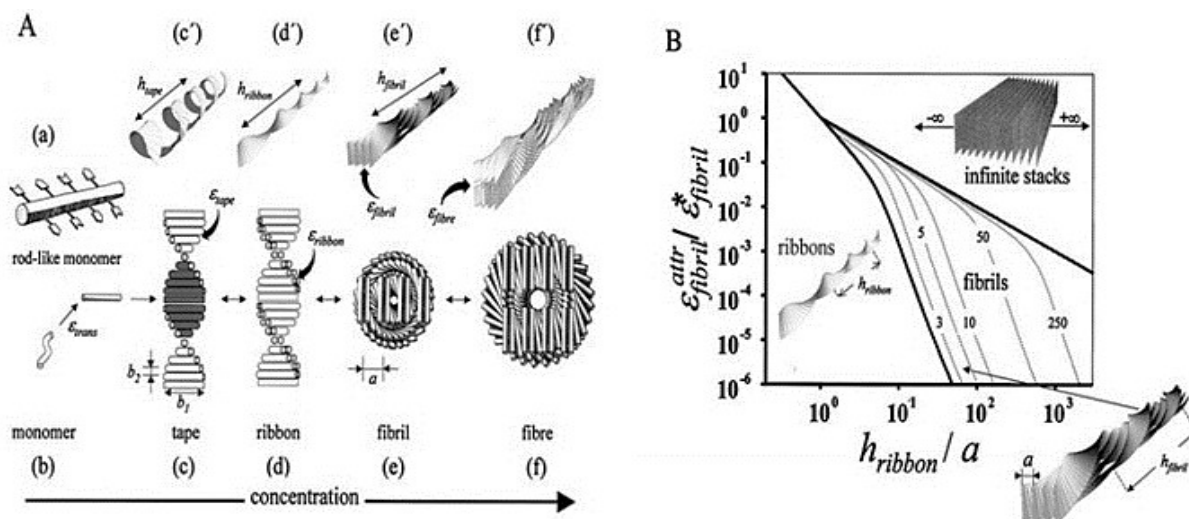 A
(c´) (d´) (e´) (f´)
h_tape h_ribbon h_fibril
(a)
ε_tape ε_fibril ε_fibre
rod-like monomer ε_ribbon
ε_trans
b_2 b_1 a
monomer tape ribbon fibril fibre
(b) (c) (d) (e) (f)
concentration
B
ε^attr_fibril / ε*_fibril
10^1
10^0
10^-1
10^-2
10^-3
10^-4
10^-5
10^-6
-∞ +∞
infinite stacks
5 50
ribbons fibrils
h_ribbon
3 10 250
10^0 10^1 10^2 10^3
h_ribbon / a
a h_fibril